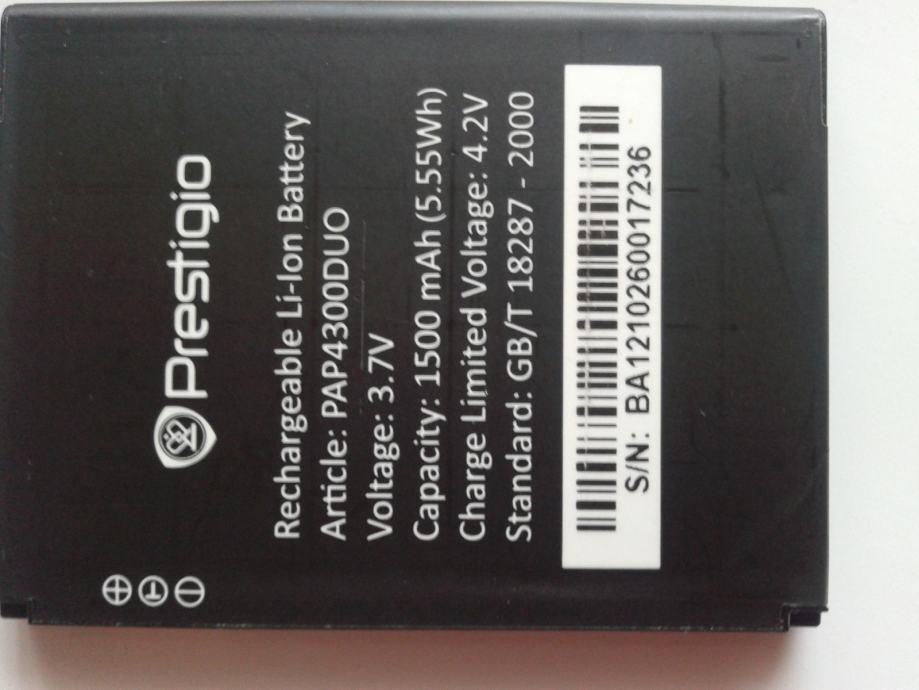 Prestigio
Rechargeable Li-Ion Battery
Article: PAP4300DUO
Voltage: 3.7V
Capacity: 1500 mAh (5.55Wh)
Charge Limited Voltage: 4.2V
Standard: GB/T 18287 - 2000
S/N: BA1210260017236
+
T
-